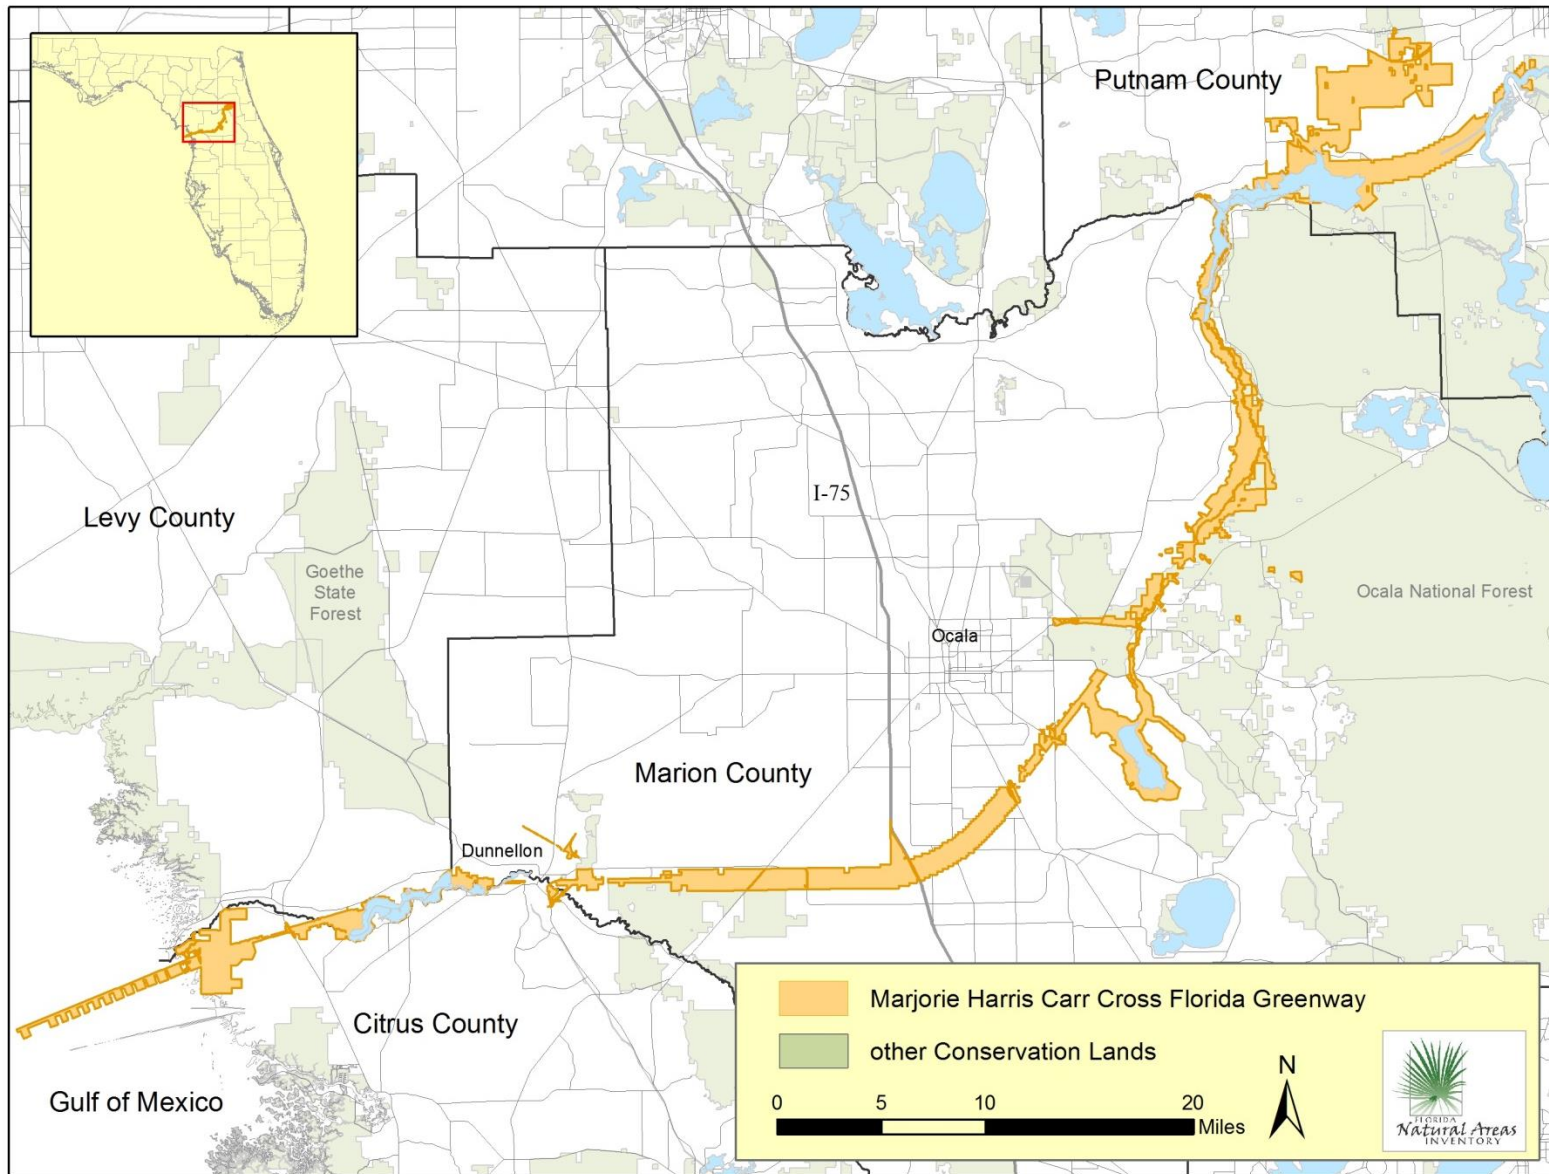 Putnam County
I-75
Levy County
Goethe
State
Forest
Ocala National Forest
Ocala
Marion County
Dunnellon
Citrus County
Gulf of Mexico
Marjorie Harris Carr Cross Florida Greenway
other Conservation Lands
N
0 5 10 20
Miles
FLORIDA
Natural Areas
INVENTORY